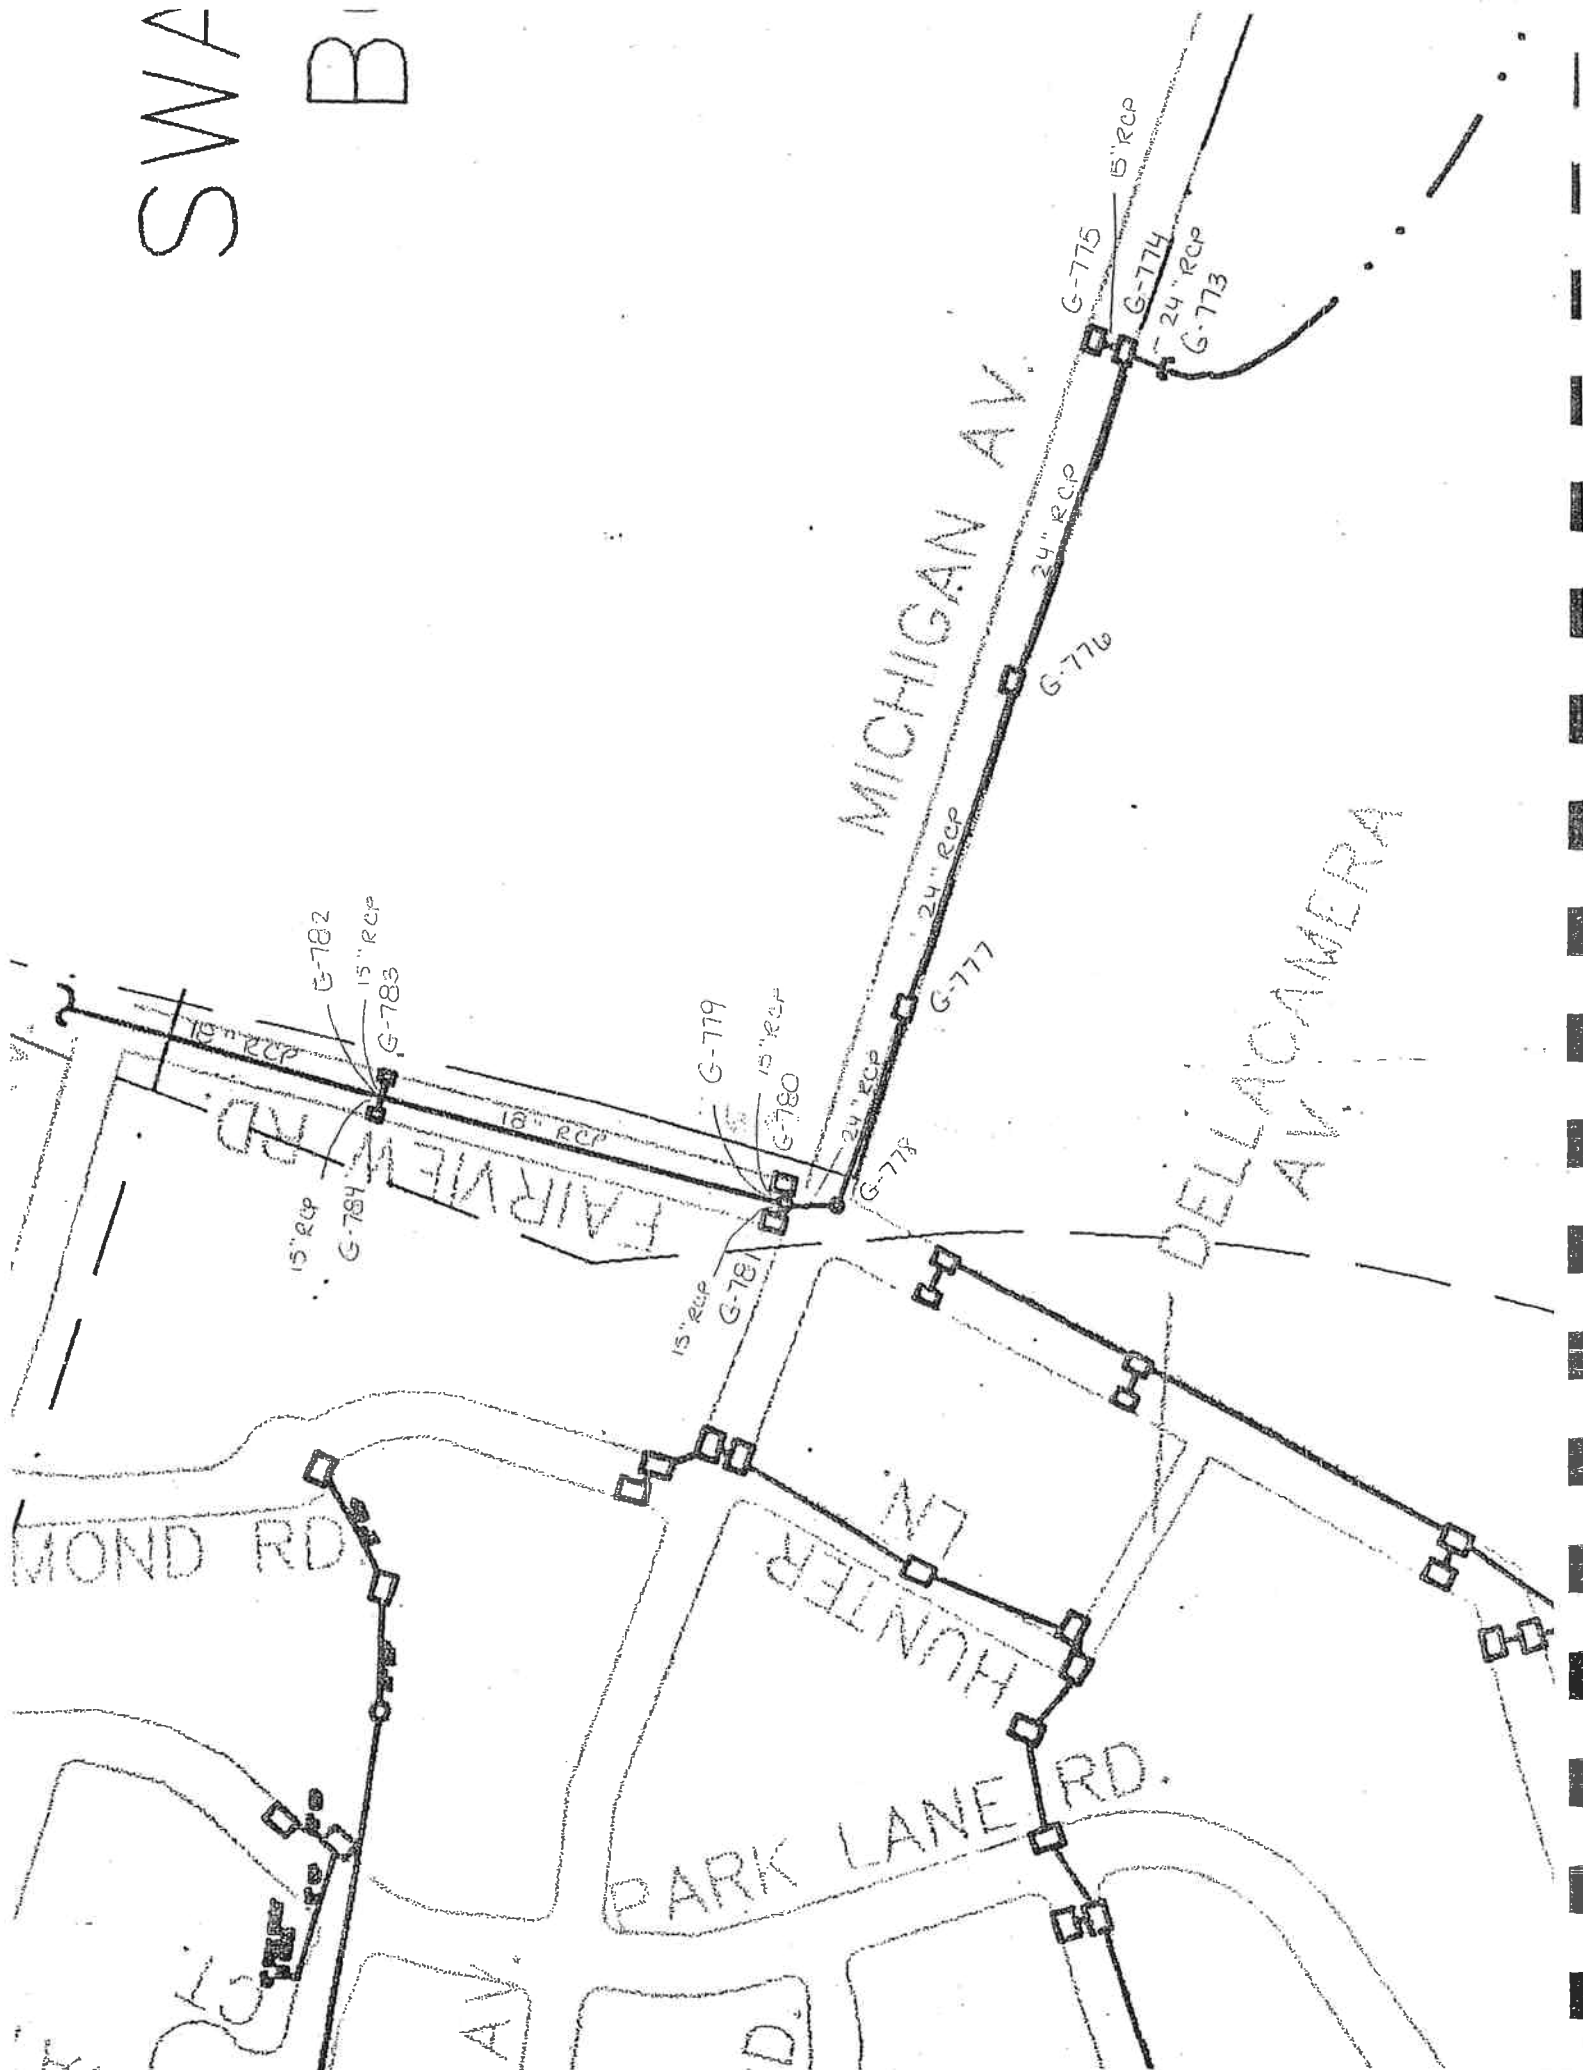 SWA
B
15" RCP
G-775
G-774
24" RCP
G-773
MICHIGAN AV.
24" RCP
G-776
24" RCP
G-777
24" RCP
G-778
G-782
15" RCP
G-783
18" RCP
15" RCP
G-784
FAIRVIEW RD
18" RCP
G-779
15" RCP
G-780
15" RCP
G-781
DELLACAMERA
AV.
MOND RD.
HUNTER
LN.
PARK LANE RD.
AV.
D.